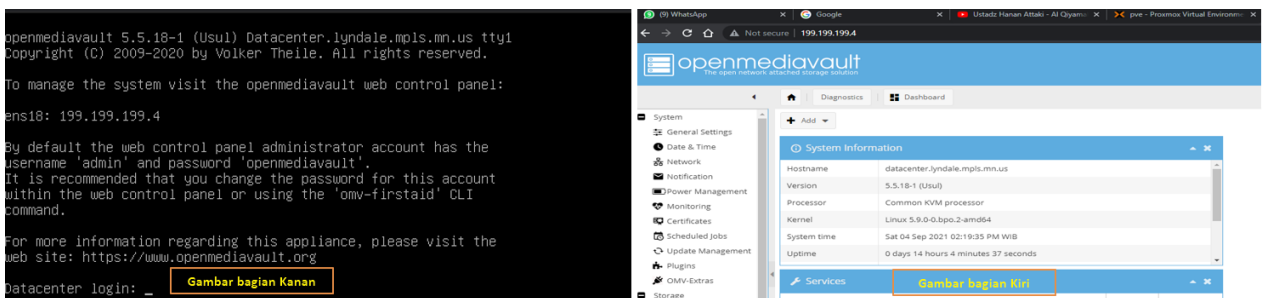 openmediavault 5.5.18-1 (Usul) Datacenter.lyndale.mpls.mn.us tty1
Copyright (C) 2009-2020 by Volker Theile. All rights reserved.
To manage the system visit the openmediavault web control panel:
ens18: 199.199.199.4
By default the web control panel administrator account has the
username 'admin' and password 'openmediavault'.
It is recommended that you change the password for this account
within the web control panel or using the 'omv-firstaid' CLI
command.
For more information regarding this appliance, please visit the
web site: https://www.openmediavault.org
Datacenter login: _
Gambar bagian Kanan
(9) WhatsApp
Google
Ustadz Hanan Attaki - Al Qiyama
pve - Proxmox Virtual Environme
Not secure | 199.199.199.4
openmediavault
The open network attached storage solution
Diagnostics
Dashboard
System
General Settings
Date & Time
Network
Notification
Power Management
Monitoring
Certificates
Scheduled Jobs
Update Management
Plugins
OMV-Extras
Storage
Add
System Information
Hostname datacenter.lyndale.mpls.mn.us
Version 5.5.18-1 (Usul)
Processor Common KVM processor
Kernel Linux 5.9.0-0.bpo.2-amd64
System time Sat 04 Sep 2021 02:19:35 PM WIB
Uptime 0 days 14 hours 4 minutes 37 seconds
Services
Gambar bagian Kiri